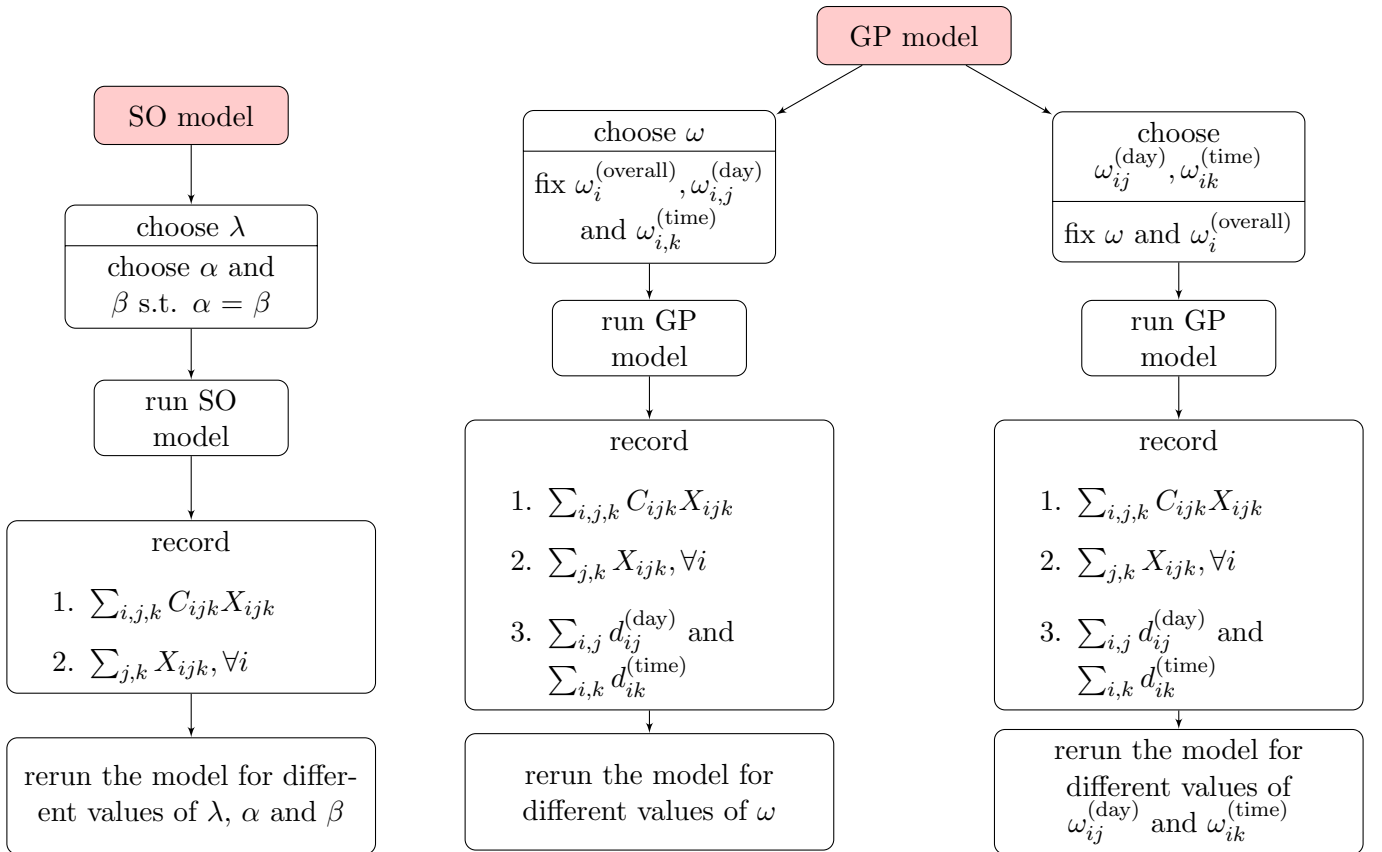 SO model
choose λ
choose α and
β s.t. α = β
run SO
model
record
1. ∑_{i,j,k} C_{ijk}X_{ijk}
2. ∑_{j,k} X_{ijk}, ∀i
rerun the model for differ-
ent values of λ, α and β
GP model
choose ω
fix ω_i^{(overall)}, ω_{i,j}^{(day)}
and ω_{i,k}^{(time)}
run GP
model
record
1. ∑_{i,j,k} C_{ijk}X_{ijk}
2. ∑_{j,k} X_{ijk}, ∀i
3. ∑_{i,j} d_{ij}^{(day)} and
∑_{i,k} d_{ik}^{(time)}
rerun the model for
different values of ω
choose
ω_{ij}^{(day)}, ω_{ik}^{(time)}
fix ω and ω_i^{(overall)}
run GP
model
record
1. ∑_{i,j,k} C_{ijk}X_{ijk}
2. ∑_{j,k} X_{ijk}, ∀i
3. ∑_{i,j} d_{ij}^{(day)} and
∑_{i,k} d_{ik}^{(time)}
rerun the model for
different values of
ω_{ij}^{(day)} and ω_{ik}^{(time)}